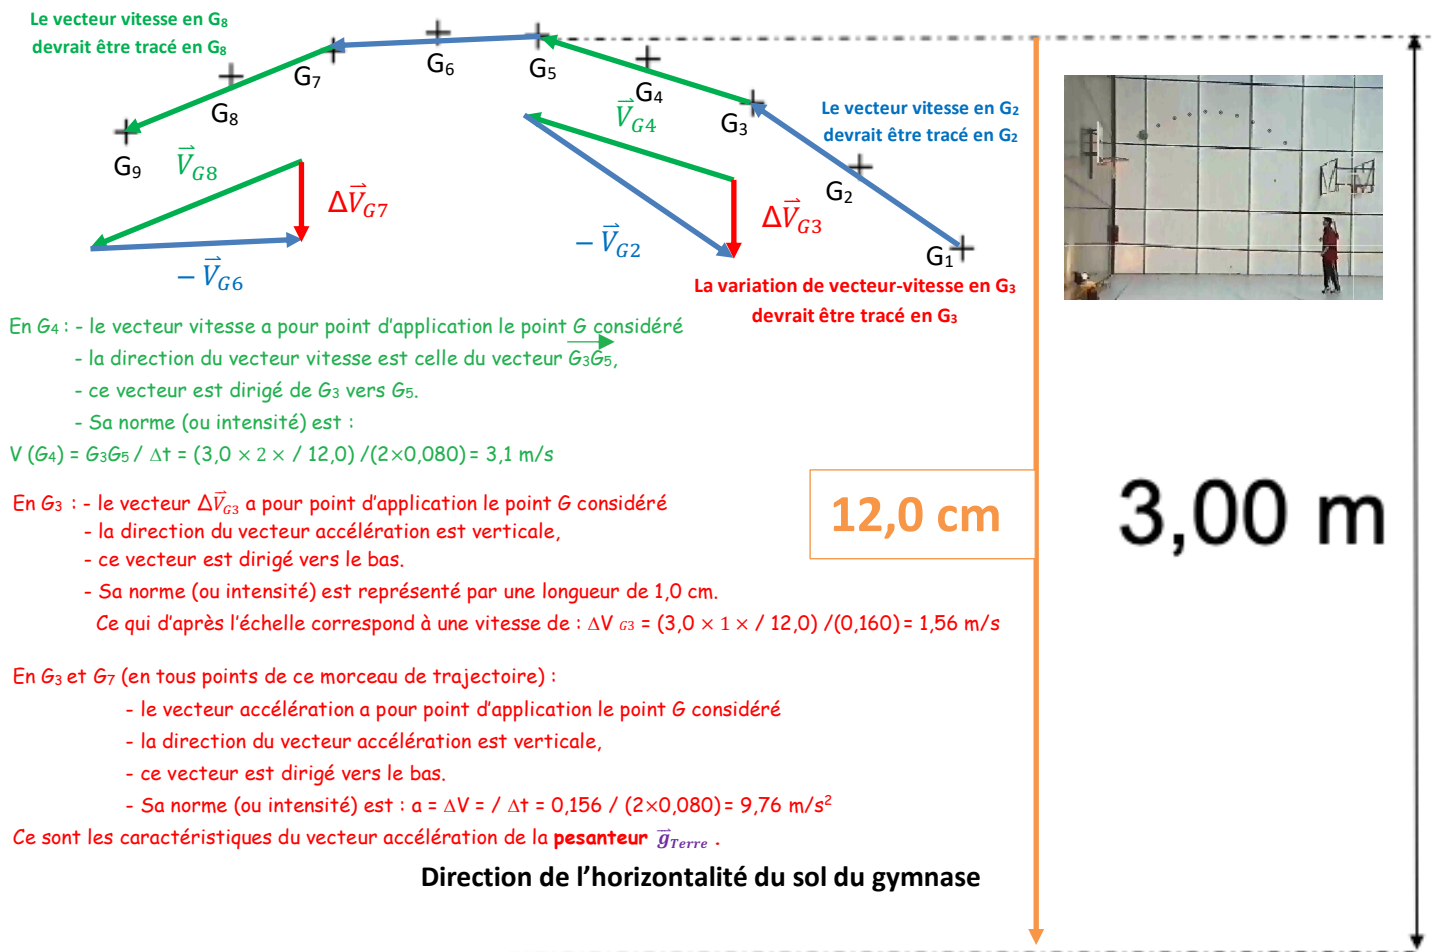 Le vecteur vitesse en G₈
devrait être tracé en G₈
G₇
G₆
G₅
G₄
G₃
G₈
G₉
G₂
G₁
Le vecteur vitesse en G₂
devrait être tracé en G₂
V⃗G8
ΔV⃗G7
− V⃗G6
V⃗G4
− V⃗G2
ΔV⃗G3
La variation de vecteur-vitesse en G₃
devrait être tracé en G₃
En G₄ : - le vecteur vitesse a pour point d’application le point G considéré
- la direction du vecteur vitesse est celle du vecteur G₃G₅,
- ce vecteur est dirigé de G₃ vers G₅.
- Sa norme (ou intensité) est :
V (G₄) = G₃G₅ / Δt = (3,0 × 2 × / 12,0) /(2×0,080) = 3,1 m/s
En G₃ : - le vecteur ΔV⃗G3 a pour point d’application le point G considéré
- la direction du vecteur accélération est verticale,
- ce vecteur est dirigé vers le bas.
- Sa norme (ou intensité) est représenté par une longueur de 1,0 cm.
Ce qui d’après l’échelle correspond à une vitesse de : ΔV G3 = (3,0 × 1 × / 12,0) /(0,160) = 1,56 m/s
12,0 cm
3,00 m
En G₃ et G₇ (en tous points de ce morceau de trajectoire) :
- le vecteur accélération a pour point d’application le point G considéré
- la direction du vecteur accélération est verticale,
- ce vecteur est dirigé vers le bas.
- Sa norme (ou intensité) est : a = ΔV = / Δt = 0,156 / (2×0,080) = 9,76 m/s²
Ce sont les caractéristiques du vecteur accélération de la pesanteur g⃗Terre .
Direction de l’horizontalité du sol du gymnase